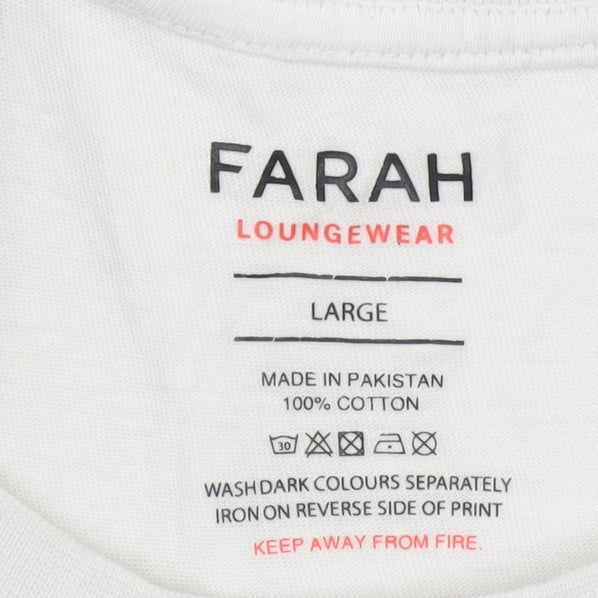 FARAH
LOUNGEWEAR
LARGE
MADE IN PAKISTAN
100% COTTON
30
WASH DARK COLOURS SEPARATELY
IRON ON REVERSE SIDE OF PRINT
KEEP AWAY FROM FIRE.